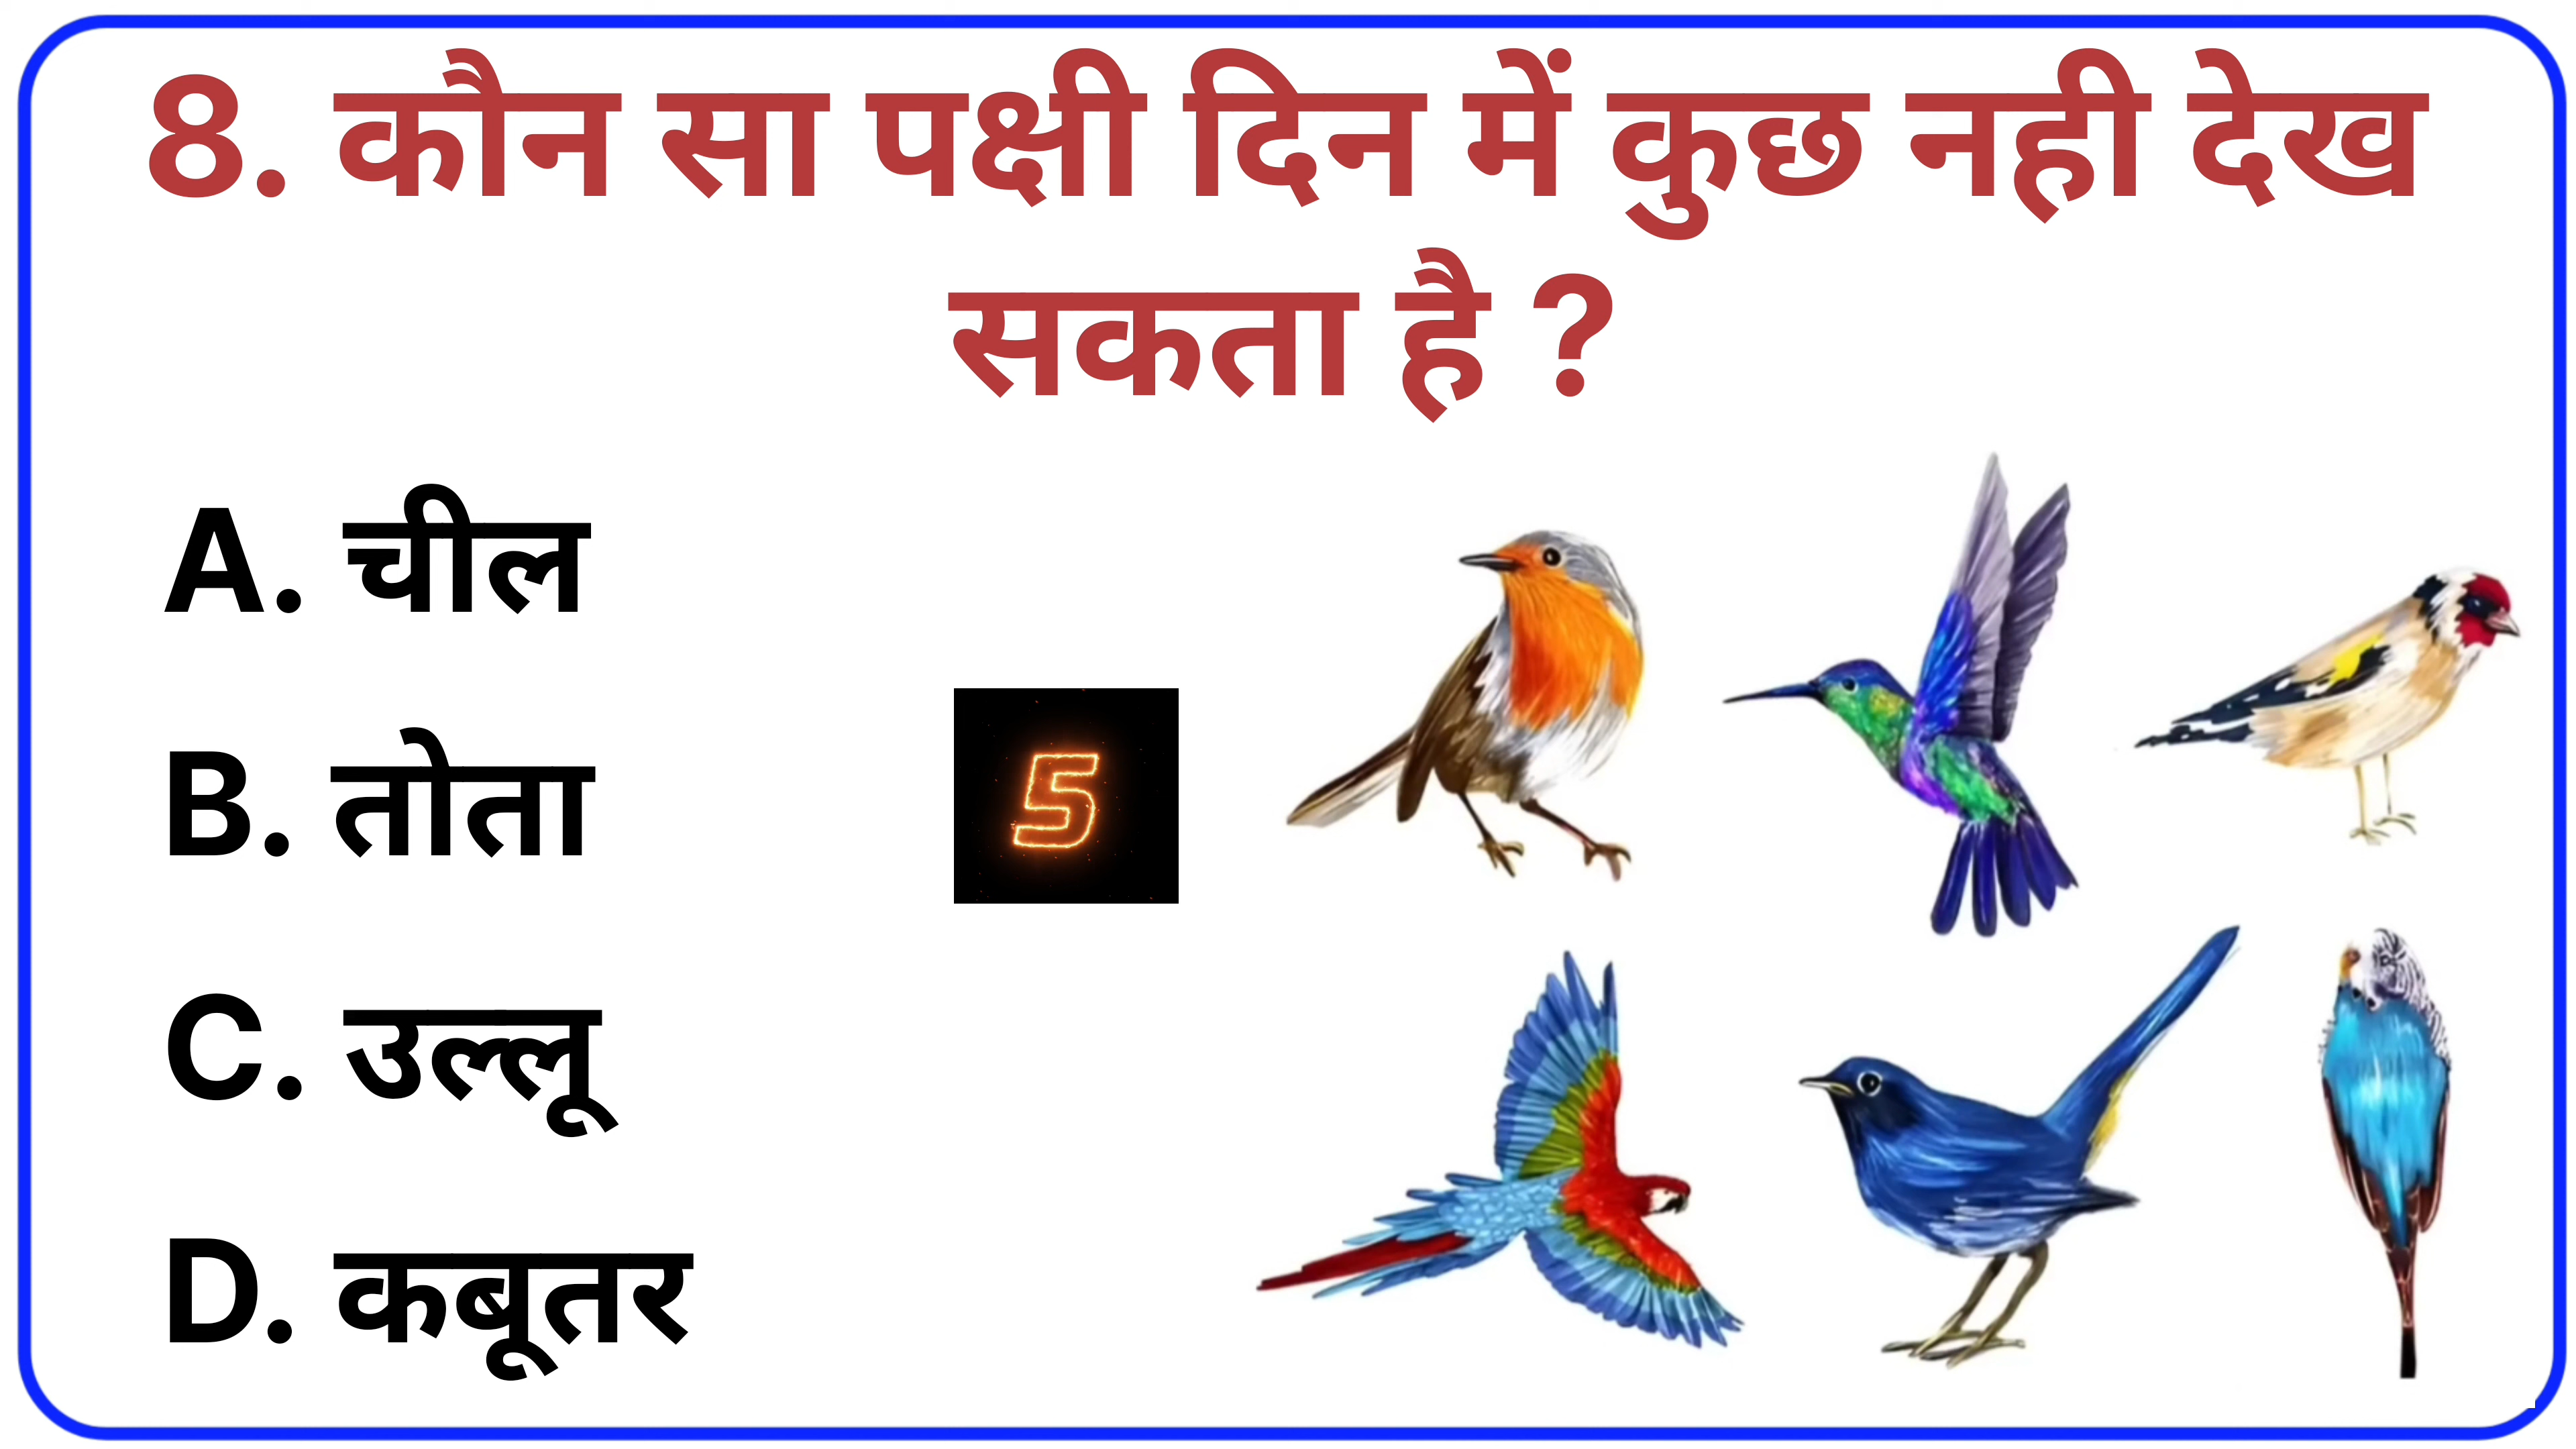 8. कौन सा पक्षी दिन में कुछ नही देख
सकता है ?
A. चील
B. तोता
5
C. उल्लू
D. कबूतर